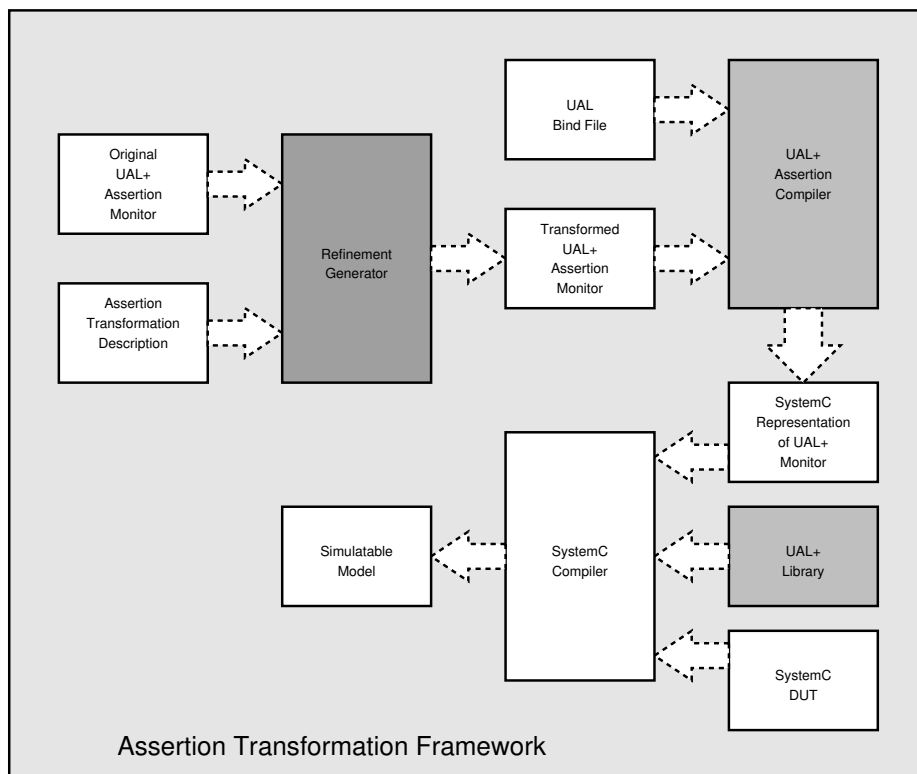 UAL
Bind File
UAL+
Assertion
Compiler
Original
UAL+
Assertion
Monitor
Refinement
Generator
Transformed
UAL+
Assertion
Monitor
Assertion
Transformation
Description
SystemC
Representation
of UAL+
Monitor
Simulatable
Model
SystemC
Compiler
UAL+
Library
SystemC
DUT
Assertion Transformation Framework